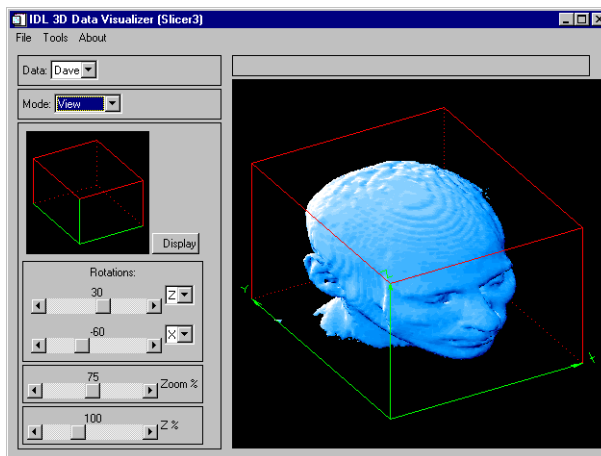 IDL 3D Data Visualizer (Slicer3)
File Tools About
Data: Dave
Mode: View
Display
Rotations:
30 Z
-60 X
75 Zoom %
100 Z %
Z
Y
X